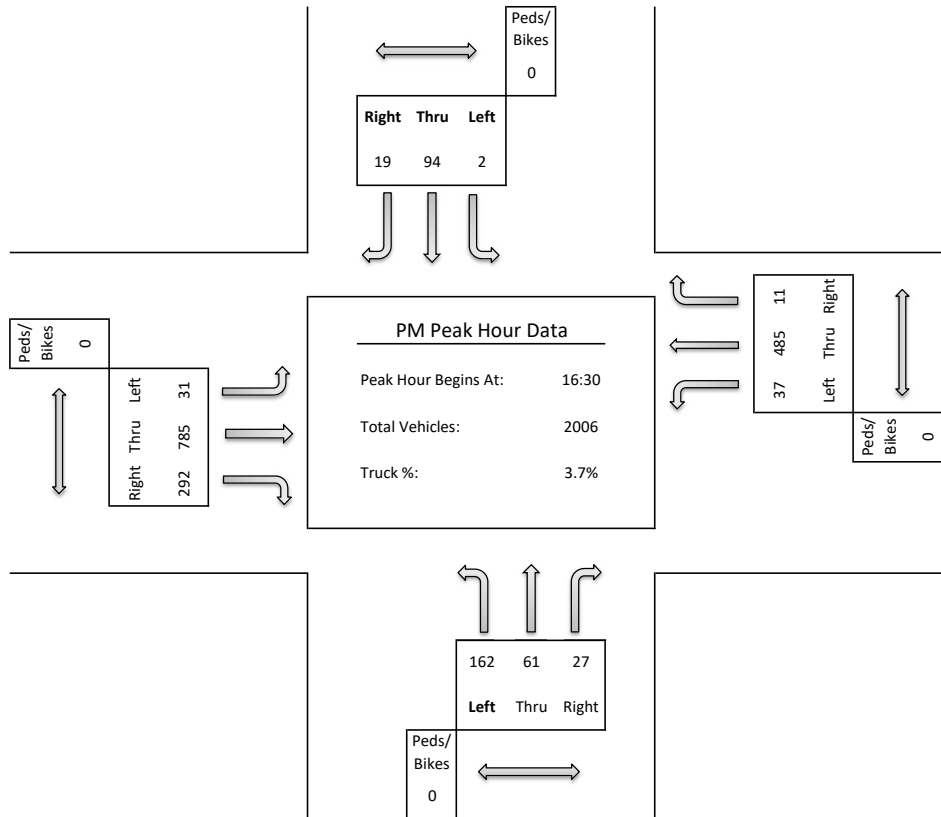 Peds/
Bikes
0
Right Thru Left
19 94 2
Peds/
Bikes
0
Left 31
Thru 785
Right 292
PM Peak Hour Data
Peak Hour Begins At: 16:30
Total Vehicles: 2006
Truck %: 3.7%
11 Right
485 Thru
37 Left
Peds/
Bikes
0
162 61 27
Left Thru Right
Peds/
Bikes
0